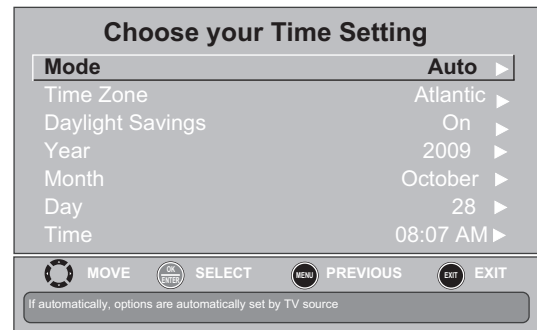 Choose your Time Setting
Mode Auto
Time Zone Atlantic
Daylight Savings On
Year 2009
Month October
Day 28
Time 08:07 AM
MOVE OK ENTER SELECT MENU PREVIOUS EXIT EXIT
If automatically, options are automatically set by TV source